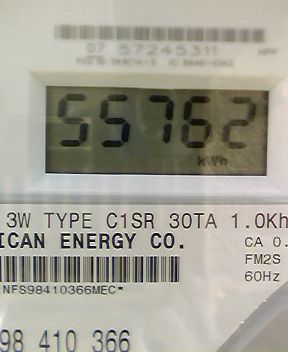 07 57245311
55762
kWh
3W TYPE C1SR 30TA 1.0Kh
ICAN ENERGY CO.
CA 0.
FM2S
60Hz
NFS98410366MEC*
98 410 366